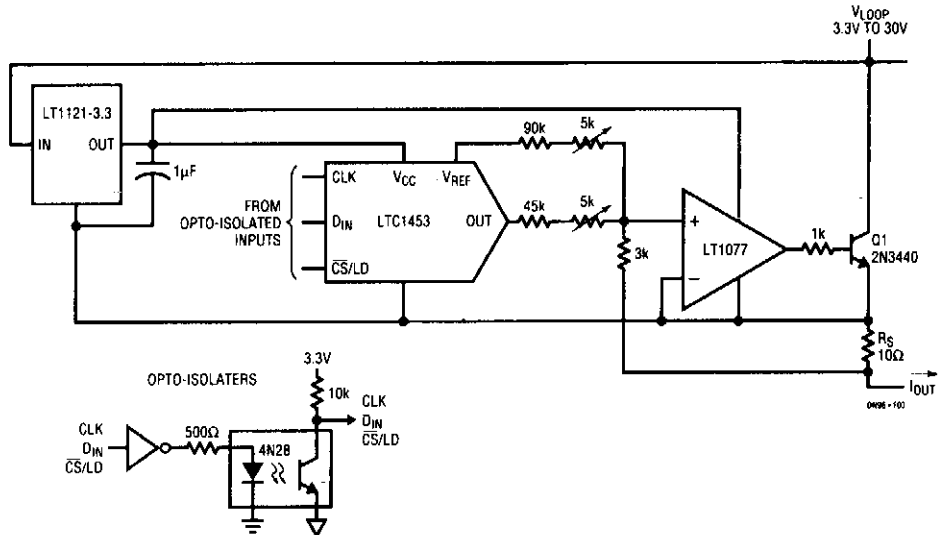 VLOOP
3.3V TO 30V
LT1121-3.3
IN
OUT
1µF
FROM
OPTO-ISOLATED
INPUTS
CLK
DIN
CS/LD
VCC
VREF
LTC1453
OUT
90k
5k
45k
5k
3k
+
−
LT1077
1k
Q1
2N3440
RS
10Ω
IOUT
OPTO-ISOLATERS
3.3V
10k
CLK
DIN
CS/LD
500Ω
4N28
CLK
DIN
CS/LD